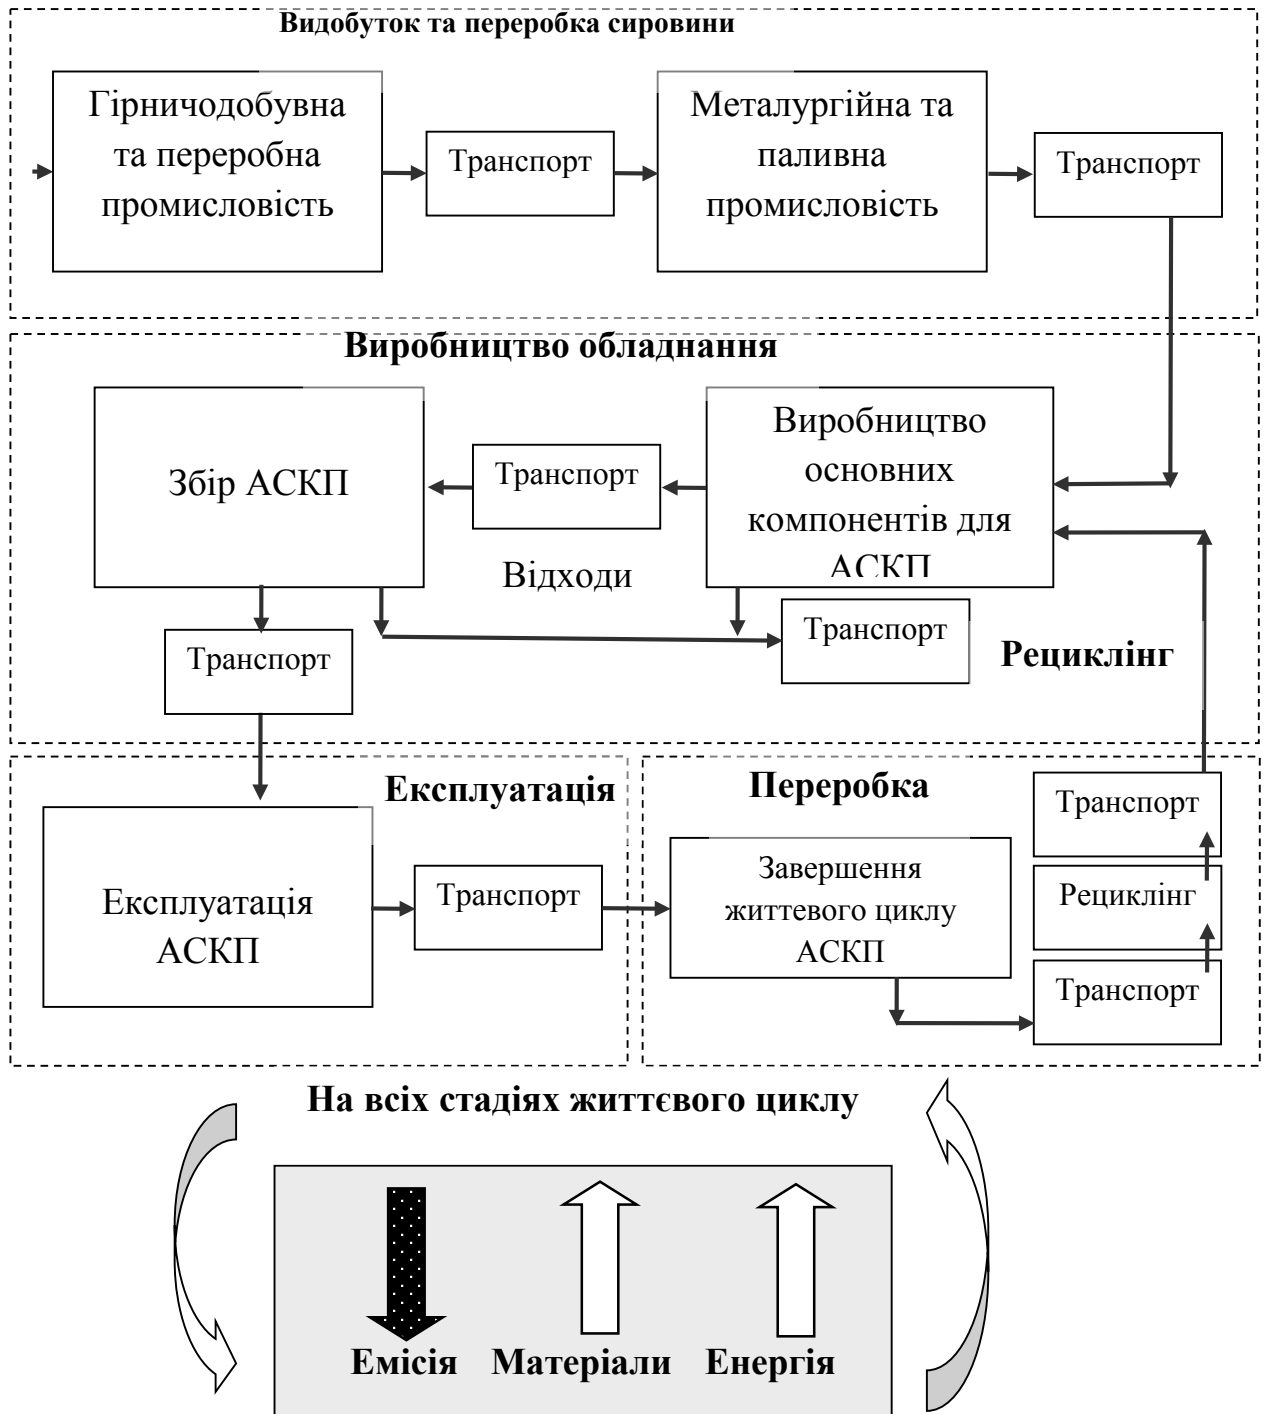 Видобуток та переробка сировини
Гірничодобувна
та переробна
промисловість
Транспорт
Металургійна та
паливна
промисловість
Транспорт
Виробництво обладнання
Збір АСКП
Транспорт
Виробництво
основних
компонентів для
АСКП
Відходи
Транспорт
Транспорт
Рециклінг
Експлуатація
Експлуатація
АСКП
Транспорт
Переробка
Завершення
життевого циклу
АСКП
Транспорт
Рециклінг
Транспорт
На всіх стадіях життєвого циклу
Емісія
Матеріали
Енергія